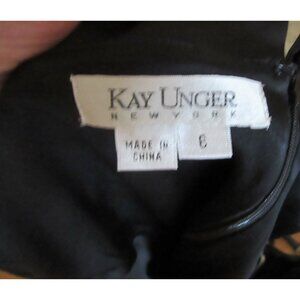 KAY UNGER
NEW YORK
MADE IN
CHINA
6